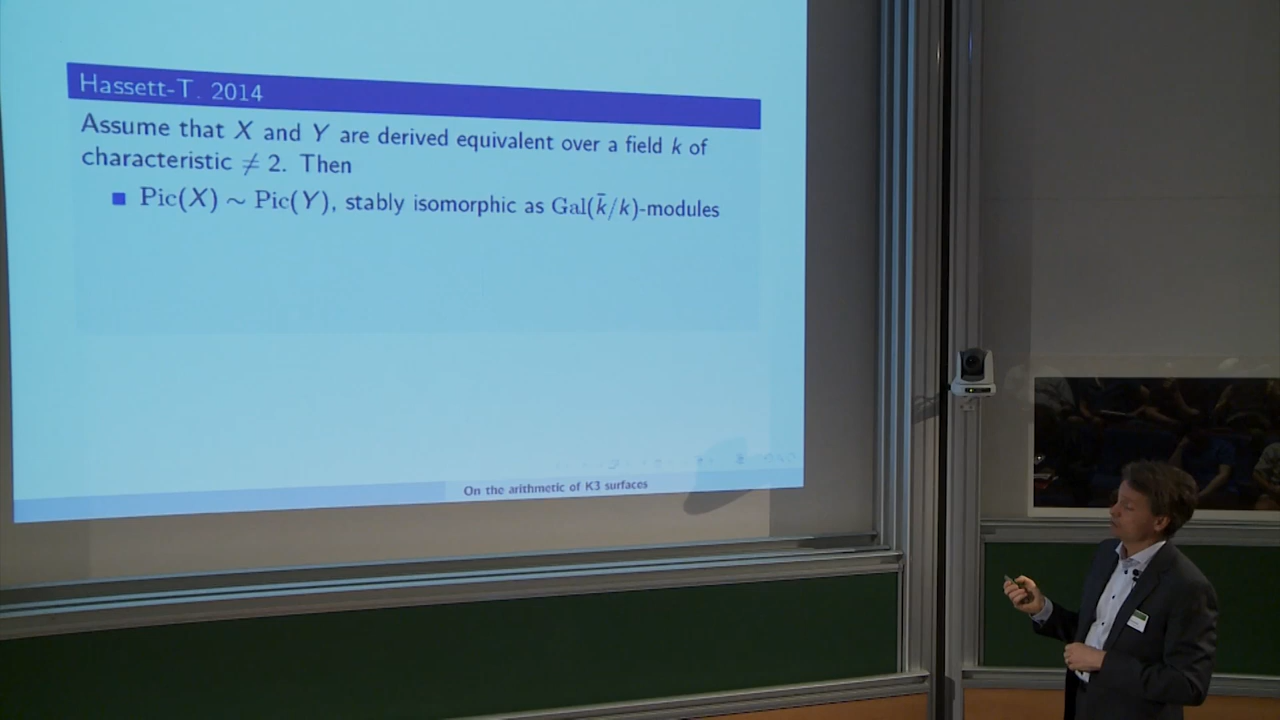 Hassett-T. 2014
Assume that X and Y are derived equivalent over a field k of
characteristic ≠ 2. Then
■ Pic(X) ∼ Pic(Y), stably isomorphic as Gal(k̄/k)-modules
On the arithmetic of K3 surfaces